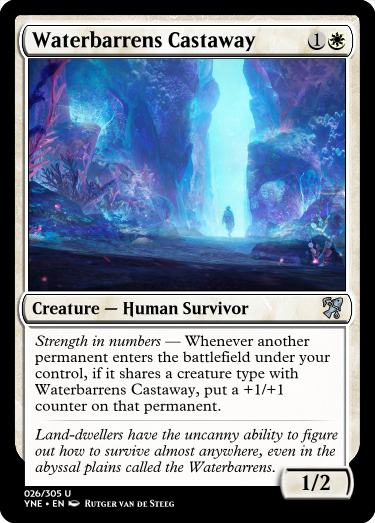 Waterbarrens Castaway 1
Creature — Human Survivor
Strength in numbers — Whenever another
permanent enters the battlefield under your
control, if it shares a creature type with
Waterbarrens Castaway, put a +1/+1
counter on that permanent.
Land-dwellers have the uncanny ability to figure
out how to survive almost anywhere, even in the
abyssal plains called the Waterbarrens.
1/2
026/305 U
YNE • EN Rutger van de Steeg